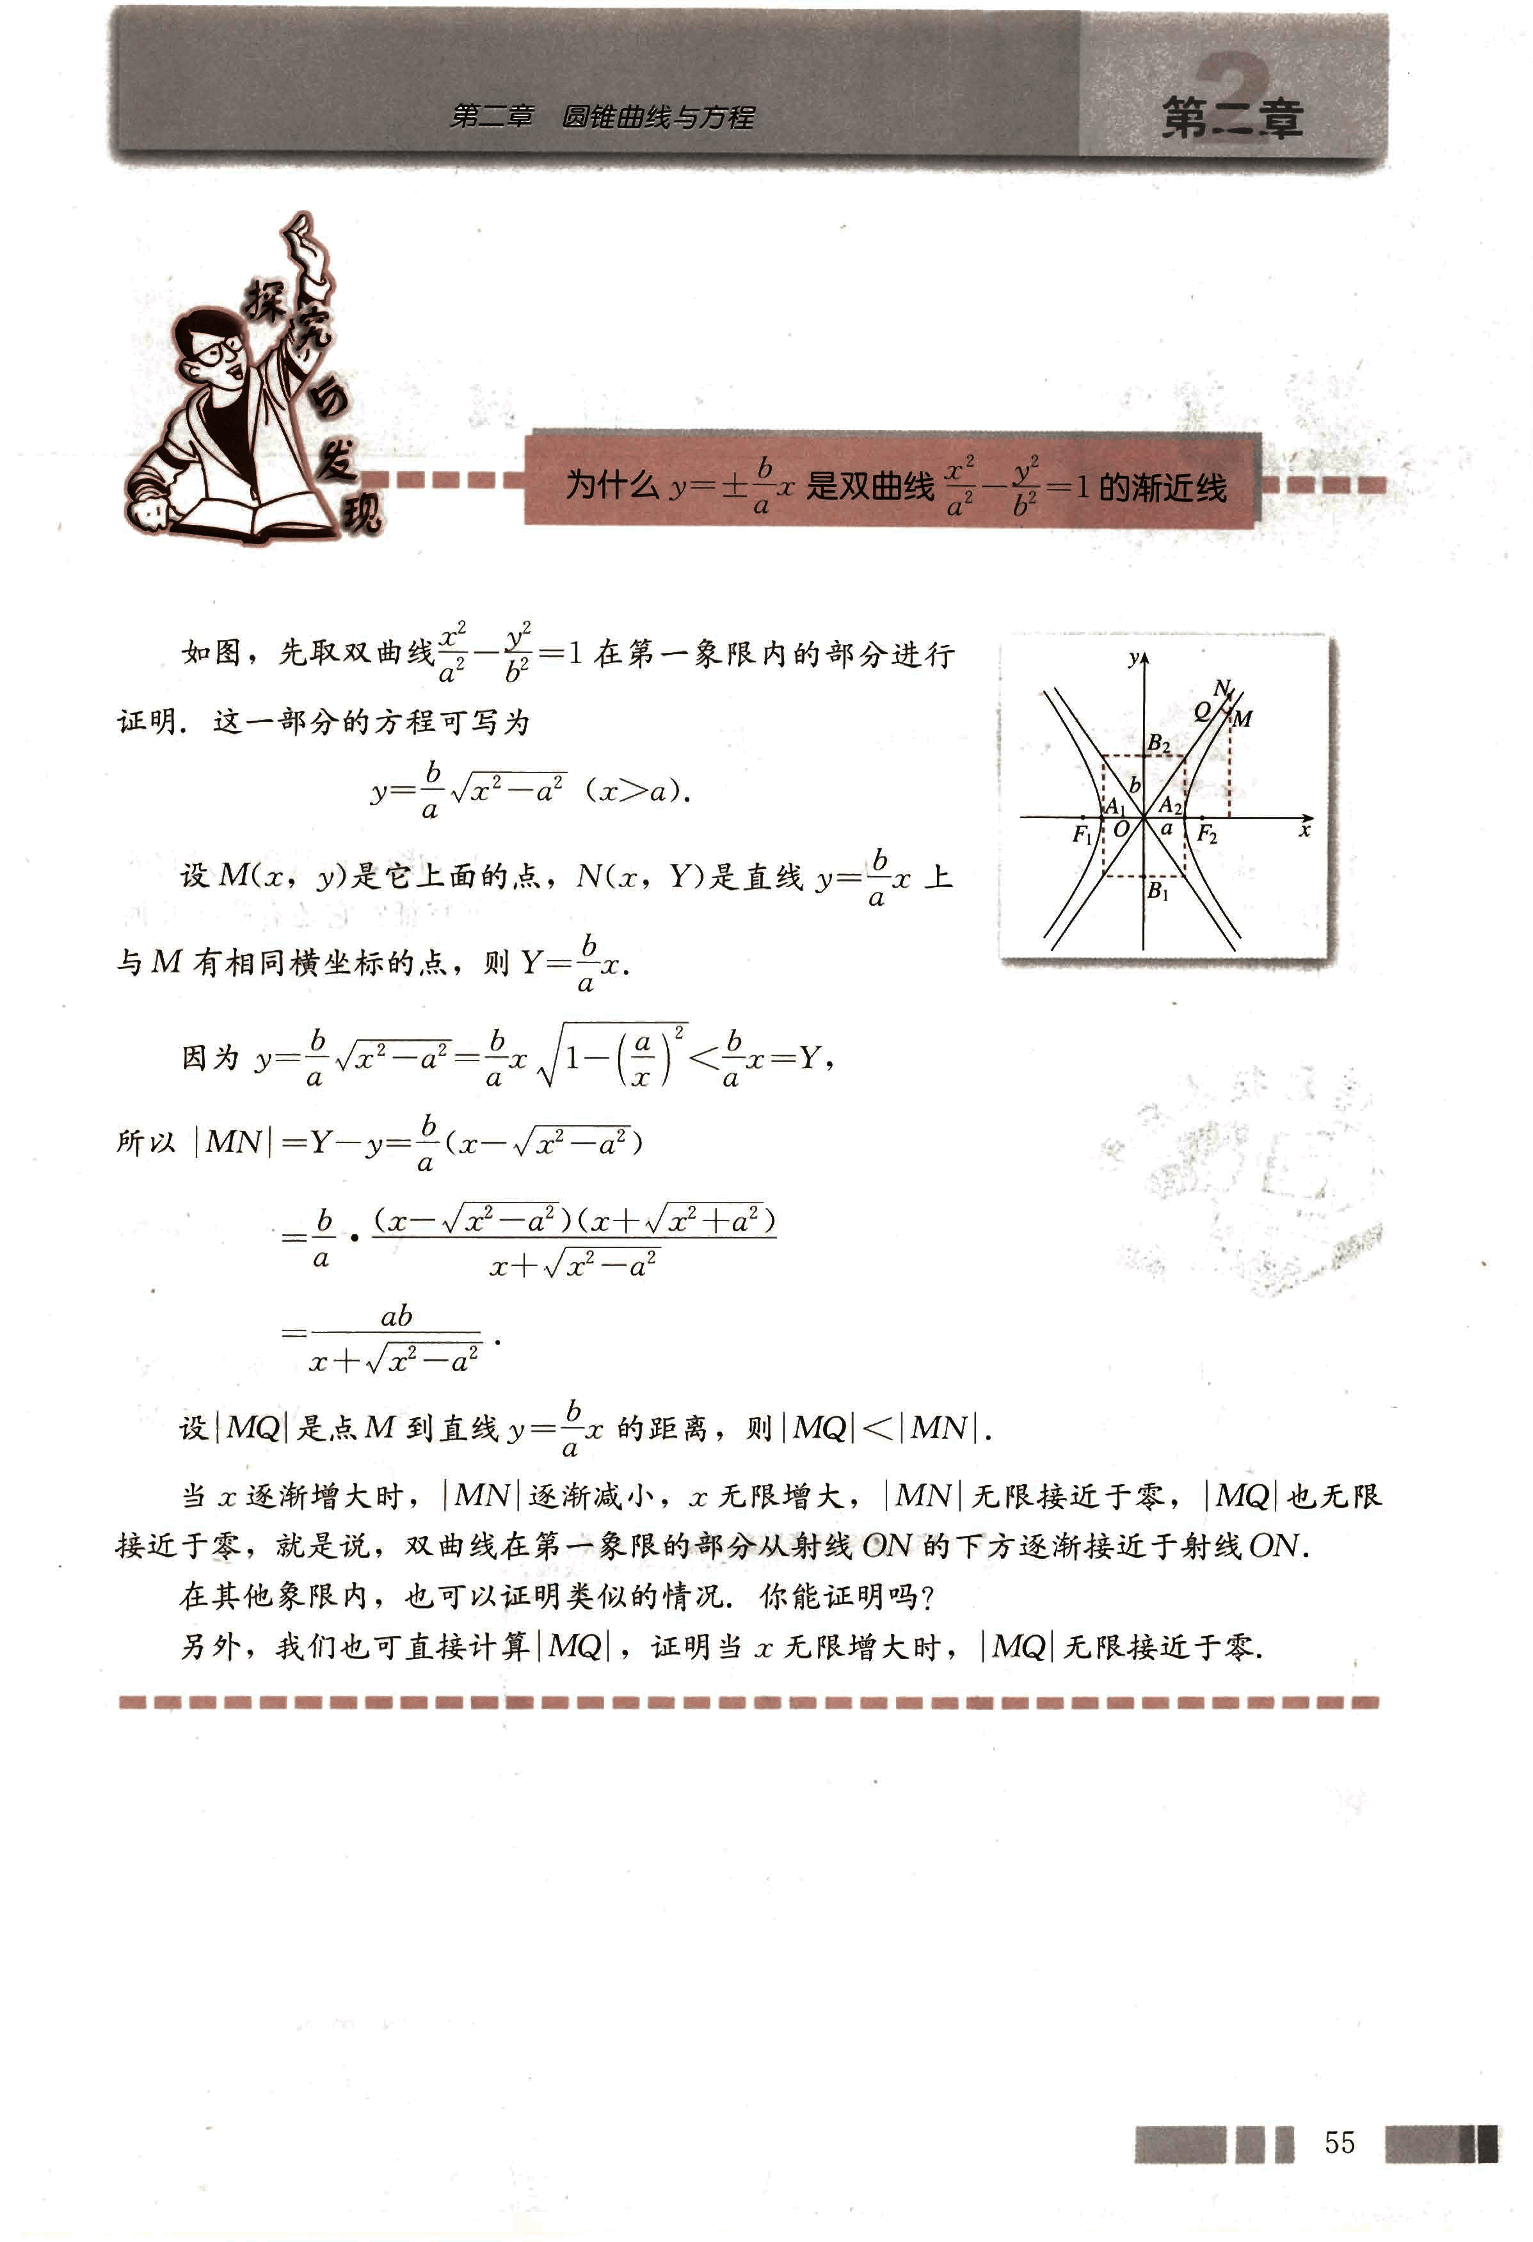 第二章 圆锥曲线与方程
第二章
2
探究与发现
为什么 y=±\frac{b}{a}x 是双曲线 \frac{x^2}{a^2}-\frac{y^2}{b^2}=1 的渐近线
如图，先取双曲线\frac{x^2}{a^2}-\frac{y^2}{b^2}=1 在第一象限内的部分进行
证明．这一部分的方程可写为
y=\frac{b}{a}\sqrt{x^2-a^2} (x>a).
设 M(x，y)是它上面的点，N(x，Y)是直线 y=\frac{b}{a}x 上
与 M 有相同横坐标的点，则 Y=\frac{b}{a}x.
因为 y=\frac{b}{a}\sqrt{x^2-a^2}=\frac{b}{a}x\sqrt{1-(\frac{a}{x})^2}<\frac{b}{a}x=Y，
所以 |MN|=Y-y=\frac{b}{a}(x-\sqrt{x^2-a^2})
=\frac{b}{a}·\frac{(x-\sqrt{x^2-a^2})(x+\sqrt{x^2+a^2})}{x+\sqrt{x^2-a^2}}
=\frac{ab}{x+\sqrt{x^2-a^2}}.
y
N
Q
M
B_2
b
A_1
A_2
F_1
O
a
F_2
x
B_1
设|MQ|是点 M 到直线 y=\frac{b}{a}x 的距离，则|MQ|<|MN|.
当 x 逐渐增大时，|MN|逐渐减小，x 无限增大，|MN|无限接近于零，|MQ|也无限
接近于零，就是说，双曲线在第一象限的部分从射线 ON 的下方逐渐接近于射线 ON.
在其他象限内，也可以证明类似的情况．你能证明吗？
另外，我们也可直接计算|MQ|，证明当 x 无限增大时，|MQ|无限接近于零.
55